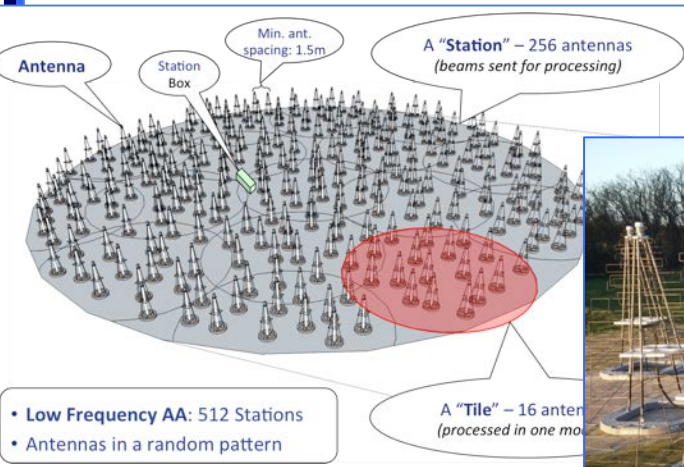 Min. ant.
spacing: 1.5m
A “Station” – 256 antennas
(beams sent for processing)
Antenna
Station
Box
• Low Frequency AA: 512 Stations
• Antennas in a random pattern
A “Tile” – 16
(processed in one